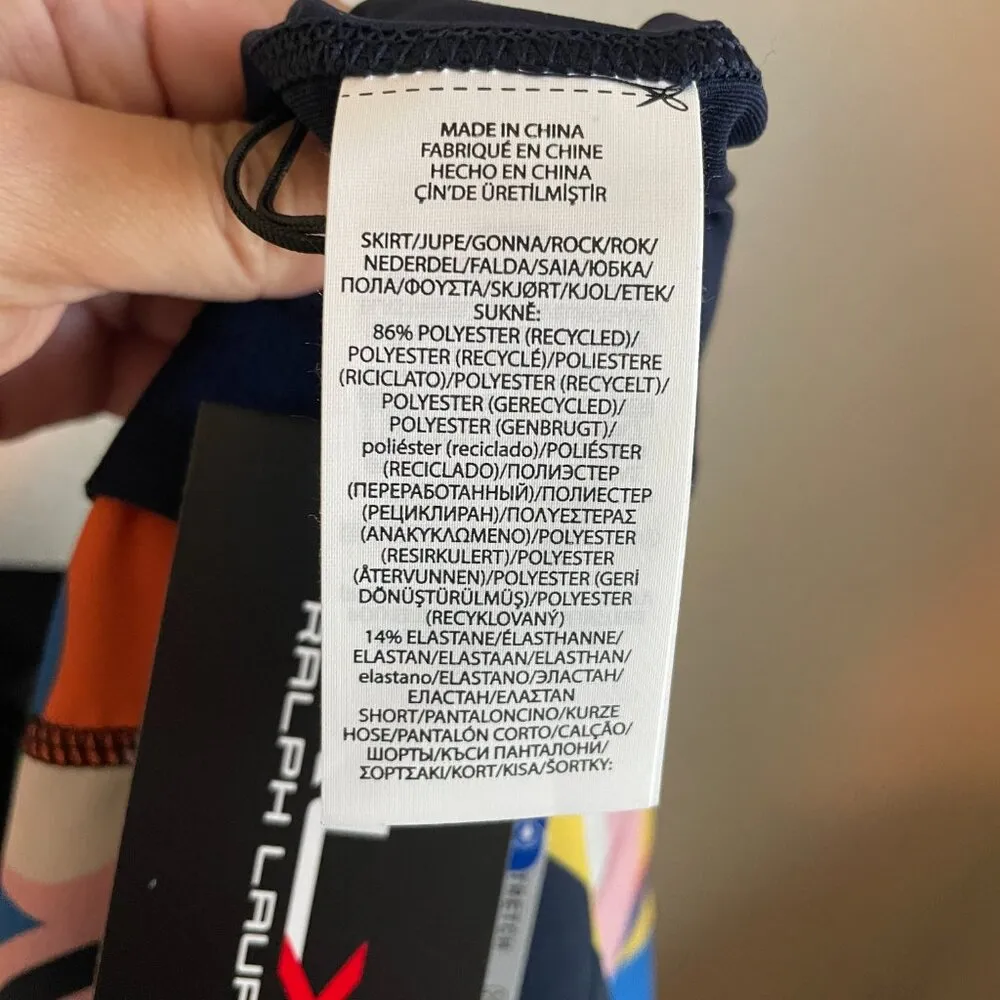 MADE IN CHINA
FABRIQUÉ EN CHINE
HECHO EN CHINA
ÇİN'DE ÜRETİLMİŞTİR
SKIRT/JUPE/GONNA/ROCK/ROK/
NEDERDEL/FALDA/SAIA/ЮБКА/
ПОЛА/ΦΟΥΣΤΑ/SKJØRT/KJOL/ETEK/
SUKNĚ:
86% POLYESTER (RECYCLED)/
POLYESTER (RECYCLÉ)/POLIESTERE
(RICICLATO)/POLYESTER (RECYCELT)/
POLYESTER (GERECYCLED)/
POLYESTER (GENBRUGT)/
poliéster (reciclado)/POLIÉSTER
(RECICLADO)/ПОЛИЭСТЕР
(ПЕРЕРАБОТАННЫЙ)/ПОЛИЕСТЕР
(РЕЦИКЛИРАН)/ΠΟΛΥΕΣΤΕΡΑΣ
(ΑΝΑΚΥΚΛΩΜΕΝΟ)/POLYESTER
(RESIRKULERT)/POLYESTER
(ÅTERVUNNEN)/POLYESTER (GERİ
DÖNÜŞTÜRÜLMÜŞ)/POLYESTER
(RECYKLOVANÝ)
14% ELASTANE/ÉLASTHANNE/
ELASTAN/ELASTAAN/ELASTHAN/
elastano/ELASTANO/ЭЛАСТАН/
ЕЛАСТАН/ΕΛΑΣΤΑΝ
SHORT/PANTALONCINO/KURZE
HOSE/PANTALÓN CORTO/CALÇÃO/
ШОРТЫ/КЪСИ ПАНТАЛОНИ/
ΣΟΡΤΣΑΚΙ/KORT/KISA/ŠORTKY:
RALPH LAUR
STRETCH